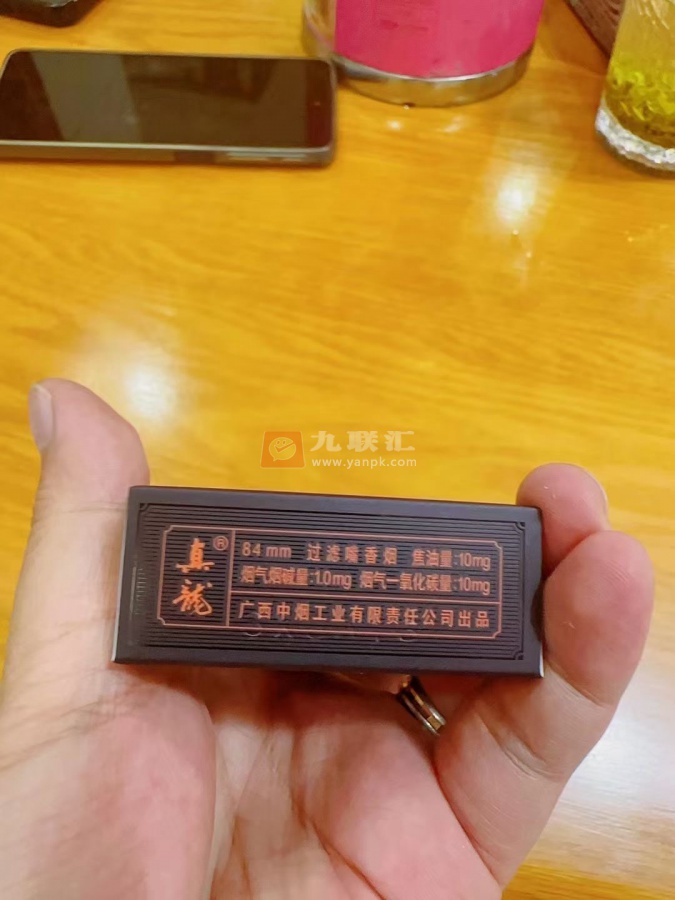 九联汇
www.yanpk.com
真龍®
84mm 过滤嘴香烟 焦油量:10mg
烟气烟碱量:1.0mg 烟气一氧化碳量:10mg
广西中烟工业有限责任公司出品